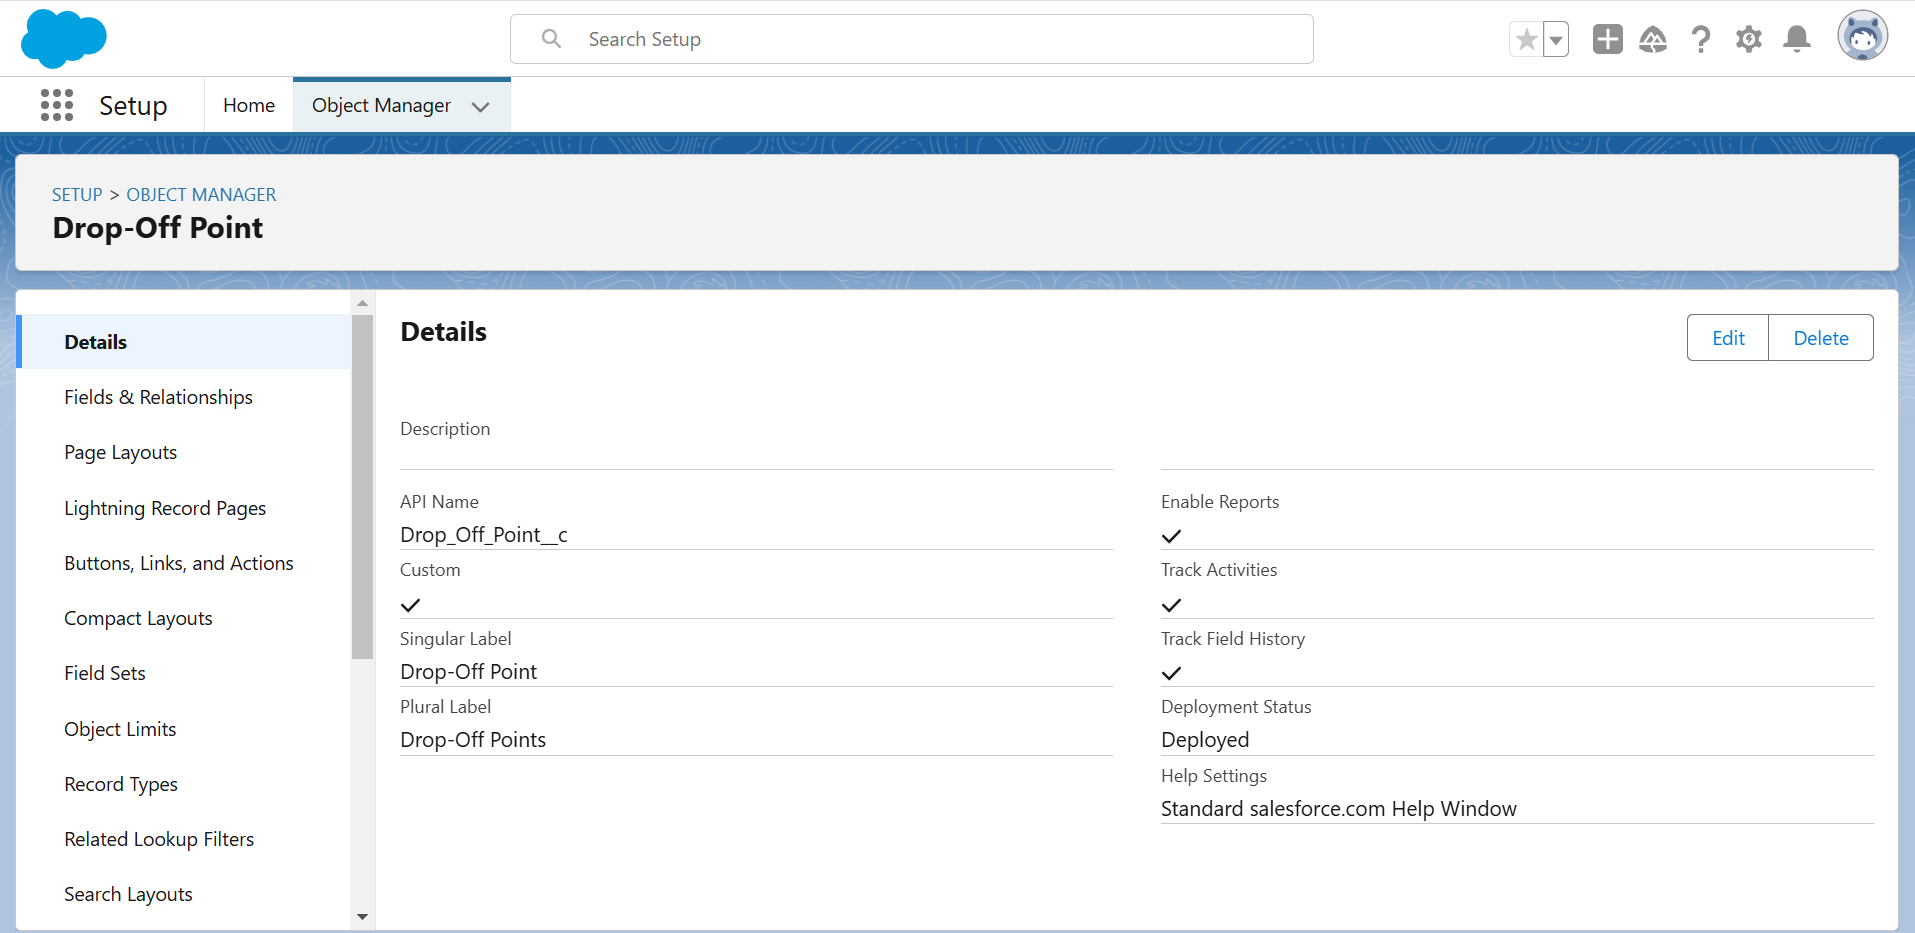 Search Setup
Setup
Home
Object Manager
SETUP > OBJECT MANAGER
Drop-Off Point
Details
Fields & Relationships
Page Layouts
Lightning Record Pages
Buttons, Links, and Actions
Compact Layouts
Field Sets
Object Limits
Record Types
Related Lookup Filters
Search Layouts
Details
Edit
Delete
Description
API Name
Drop_Off_Point__c
Custom
Singular Label
Drop-Off Point
Plural Label
Drop-Off Points
Enable Reports
Track Activities
Track Field History
Deployment Status
Deployed
Help Settings
Standard salesforce.com Help Window